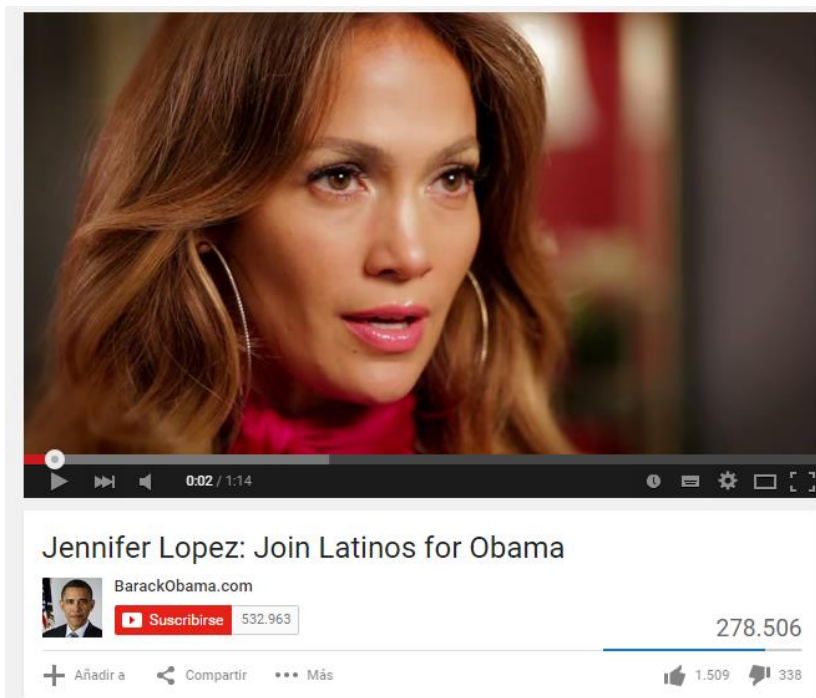 0:02 / 1:14
Jennifer Lopez: Join Latinos for Obama
BarackObama.com
Suscribirse 532.963
278.506
Añadir a Compartir Más 1.509 338